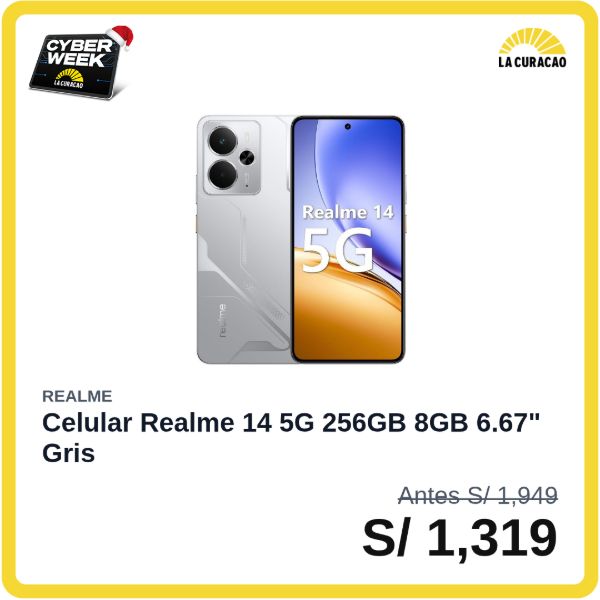 CYBER
WEEK
LA CURACAO
LA CURACAO
Realme 14
5G
realme
REALME
Celular Realme 14 5G 256GB 8GB 6.67"
Gris
Antes S/ 1,949
S/ 1,319